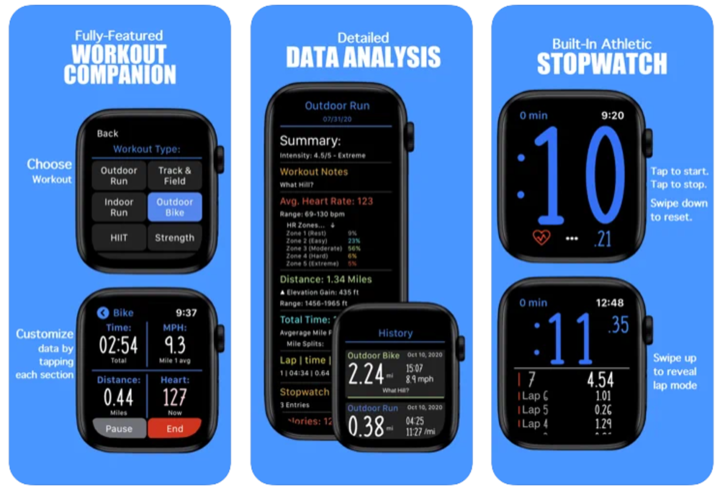 Fully-Featured
WORKOUT
COMPANION
Choose
Workout
Back
Workout Type:
Outdoor Run
Track & Field
Indoor Run
Outdoor Bike
HIIT
Strength
Customize
data by
tapping
each section
Bike 9:37
Time: MPH:
02:54 9.3
Total Mile 1 avg
Distance: Heart:
0.44 127
Miles Now
Pause End
Detailed
DATA ANALYSIS
Outdoor Run
07/31/20
Summary:
Intensity: 4.5/5 - Extreme
Workout Notes
What Hill?
Avg. Heart Rate: 123
Range: 69-130 bpm
HR Zones... ↓
Zone 1 (Rest) 9%
Zone 2 (Easy) 23%
Zone 3 (Moderate) 56%
Zone 4 (Hard) 6%
Zone 5 (Extreme) 5%
Distance: 1.34 Miles
▲ Elevation Gain: 435 ft
Range: 1456-1965 ft
Total Time: 1
Avgerage Mile P
Mile Splits:
Lap | time |
1 | 04:34 | 0.64
Stopwatch
3 Entries
alories: 12
History
Outdoor Bike Oct 10, 2020
2.24 mi 15:07
8.9 mph
What Hill?
Outdoor Run Oct 10, 2020
0.38 mi 04:25
11:27 /mi
Built-In Athletic
STOPWATCH
0 min 9:20
:10
••• .21
Tap to start.
Tap to stop.
Swipe down
to reset.
0 min 12:48
:11 .35
7 4.54
Lap 6 1.01
Lap 5 0.26
Lap 4 1.29
Swipe up
to reveal
lap mode